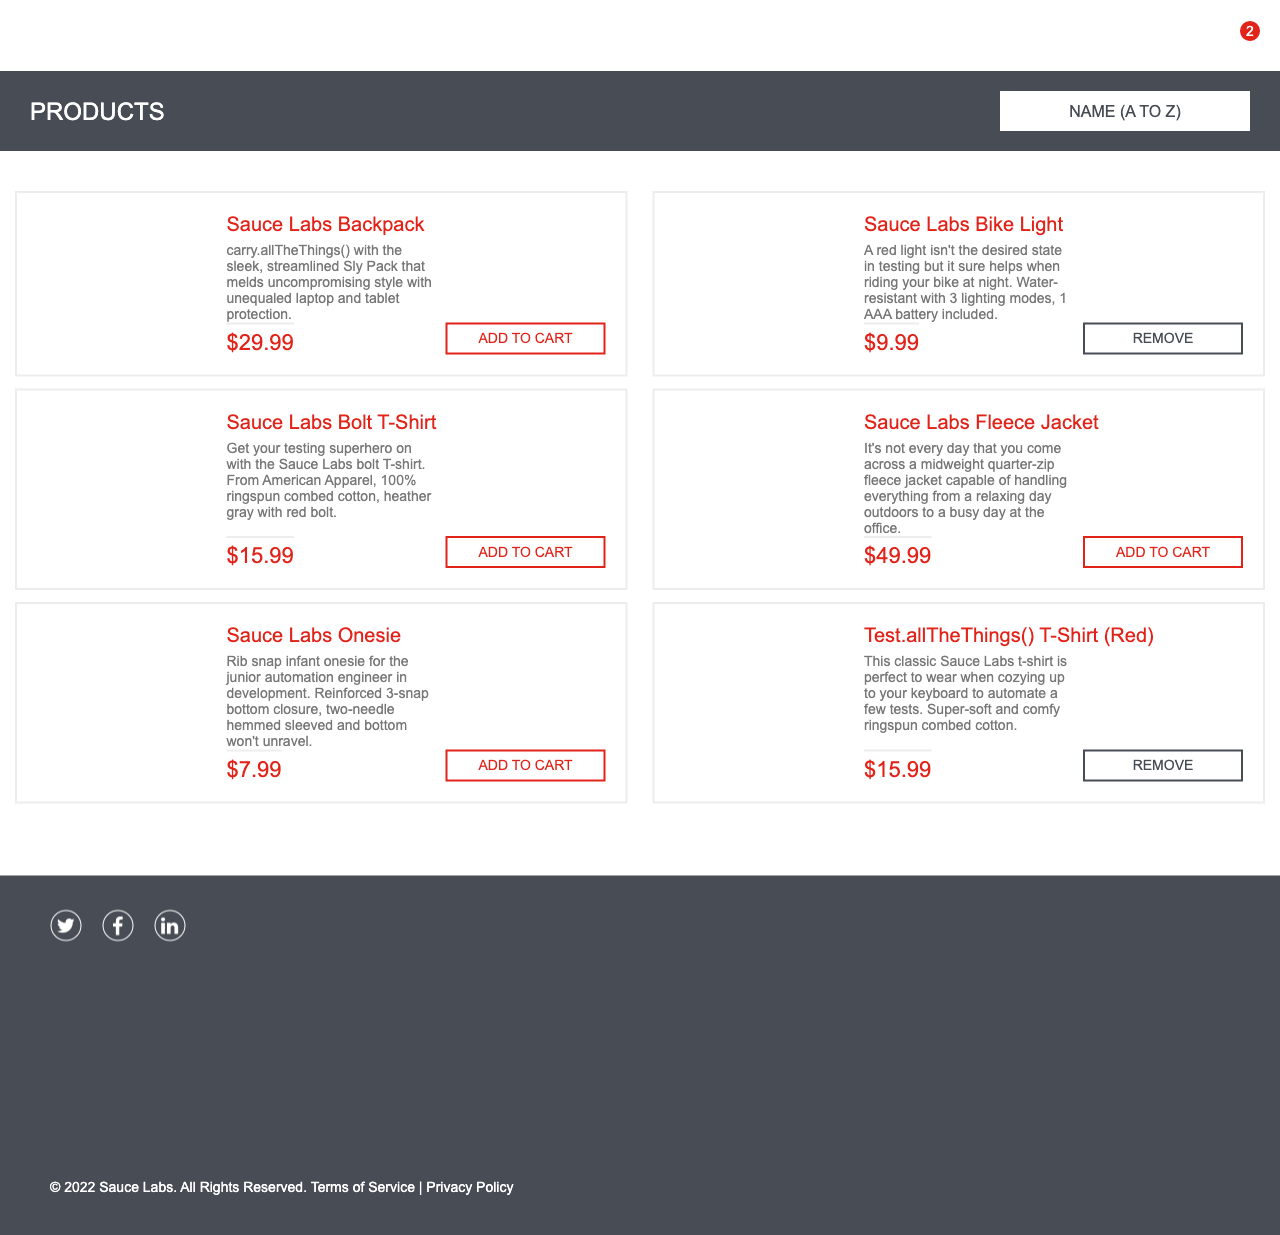 2
PRODUCTS
NAME (A TO Z)
Sauce Labs Backpack
carry.allTheThings() with the
sleek, streamlined Sly Pack that
melds uncompromising style with
unequaled laptop and tablet
protection.
$29.99
ADD TO CART
Sauce Labs Bike Light
A red light isn't the desired state
in testing but it sure helps when
riding your bike at night. Water-
resistant with 3 lighting modes, 1
AAA battery included.
$9.99
REMOVE
Sauce Labs Bolt T-Shirt
Get your testing superhero on
with the Sauce Labs bolt T-shirt.
From American Apparel, 100%
ringspun combed cotton, heather
gray with red bolt.
$15.99
ADD TO CART
Sauce Labs Fleece Jacket
It's not every day that you come
across a midweight quarter-zip
fleece jacket capable of handling
everything from a relaxing day
outdoors to a busy day at the
office.
$49.99
ADD TO CART
Sauce Labs Onesie
Rib snap infant onesie for the
junior automation engineer in
development. Reinforced 3-snap
bottom closure, two-needle
hemmed sleeved and bottom
won't unravel.
$7.99
ADD TO CART
Test.allTheThings() T-Shirt (Red)
This classic Sauce Labs t-shirt is
perfect to wear when cozying up
to your keyboard to automate a
few tests. Super-soft and comfy
ringspun combed cotton.
$15.99
REMOVE
© 2022 Sauce Labs. All Rights Reserved. Terms of Service | Privacy Policy